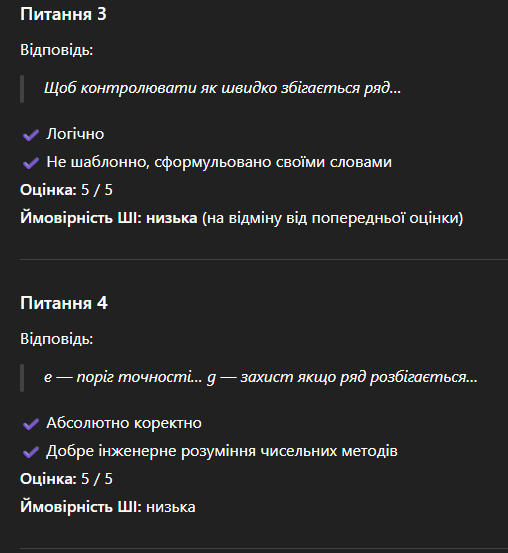 Питання 3
Відповідь:
Щоб контролювати як швидко збігається ряд...
✔ Логічно
✔ Не шаблонно, сформульовано своїми словами
Оцінка: 5 / 5
Ймовірність ШІ: низька (на відміну від попередньої оцінки)
Питання 4
Відповідь:
e — поріг точності... g — захист якщо ряд розбігається...
✔ Абсолютно коректно
✔ Добре інженерне розуміння чисельних методів
Оцінка: 5 / 5
Ймовірність ШІ: низька